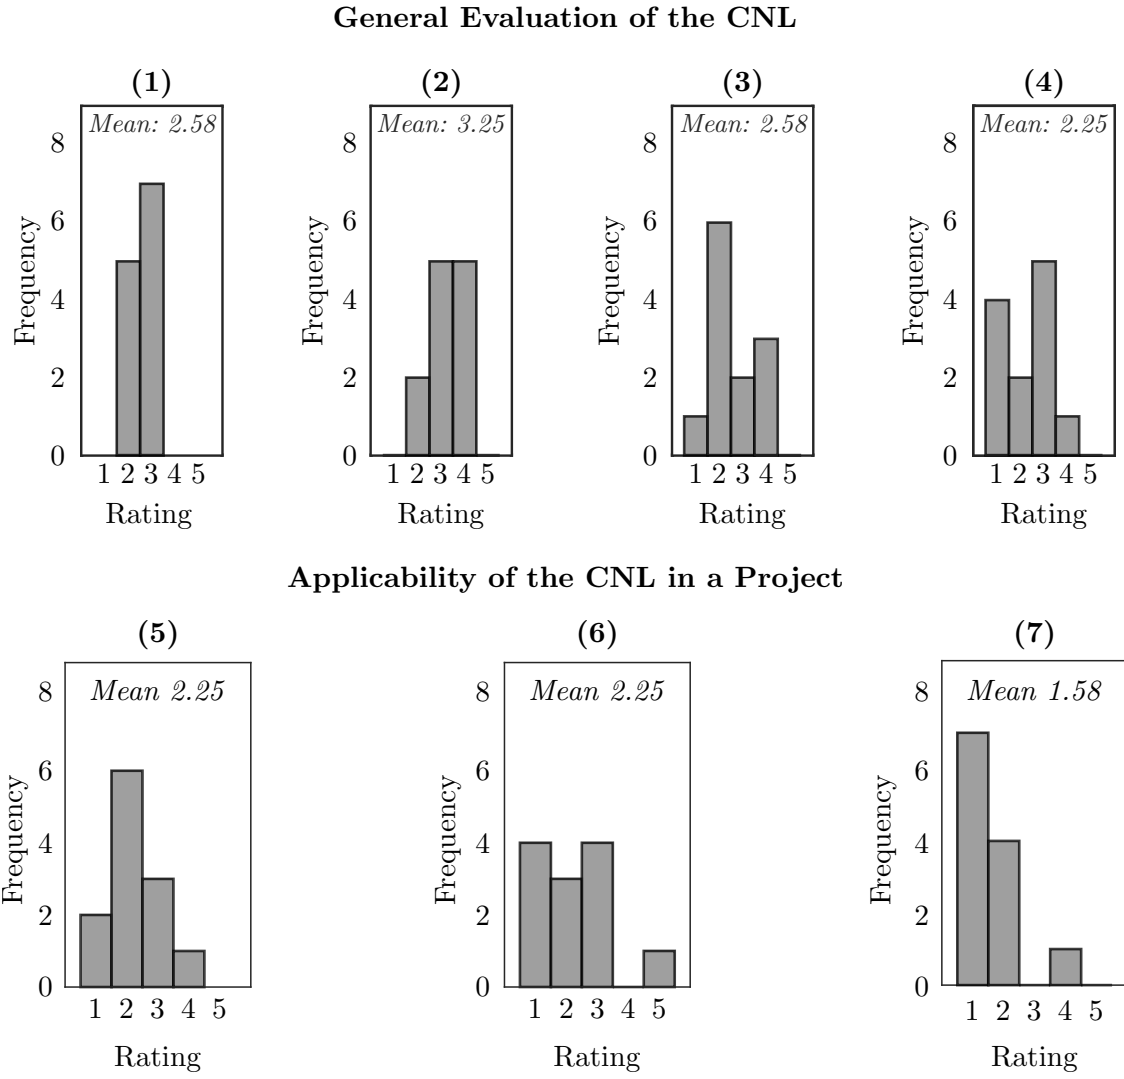 General Evaluation of the CNL
(1) (2) (3) (4)
Mean: 2.58 Mean: 3.25 Mean: 2.58 Mean: 2.25
8 8 8 8
6 6 6 6
4 4 4 4
2 2 2 2
0 0 0 0
Frequency Frequency Frequency Frequency
1 2 3 4 5 1 2 3 4 5 1 2 3 4 5 1 2 3 4 5
Rating Rating Rating Rating
Applicability of the CNL in a Project
(5) (6) (7)
Mean 2.25 Mean 2.25 Mean 1.58
8 8 8
6 6 6
4 4 4
2 2 2
0 0 0
Frequency Frequency Frequency
1 2 3 4 5 1 2 3 4 5 1 2 3 4 5
Rating Rating Rating